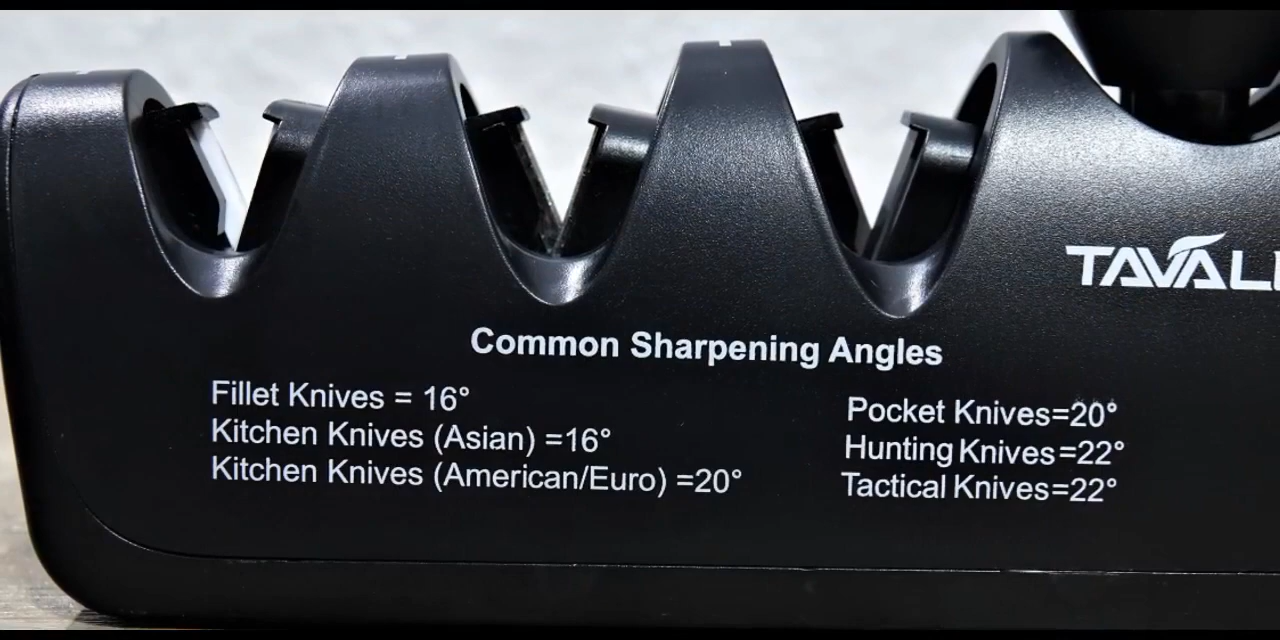 Common Sharpening Angles
Fillet Knives = 16°
Kitchen Knives (Asian) =16°
Kitchen Knives (American/Euro) =20°
Pocket Knives=20°
Hunting Knives=22°
Tactical Knives=22°